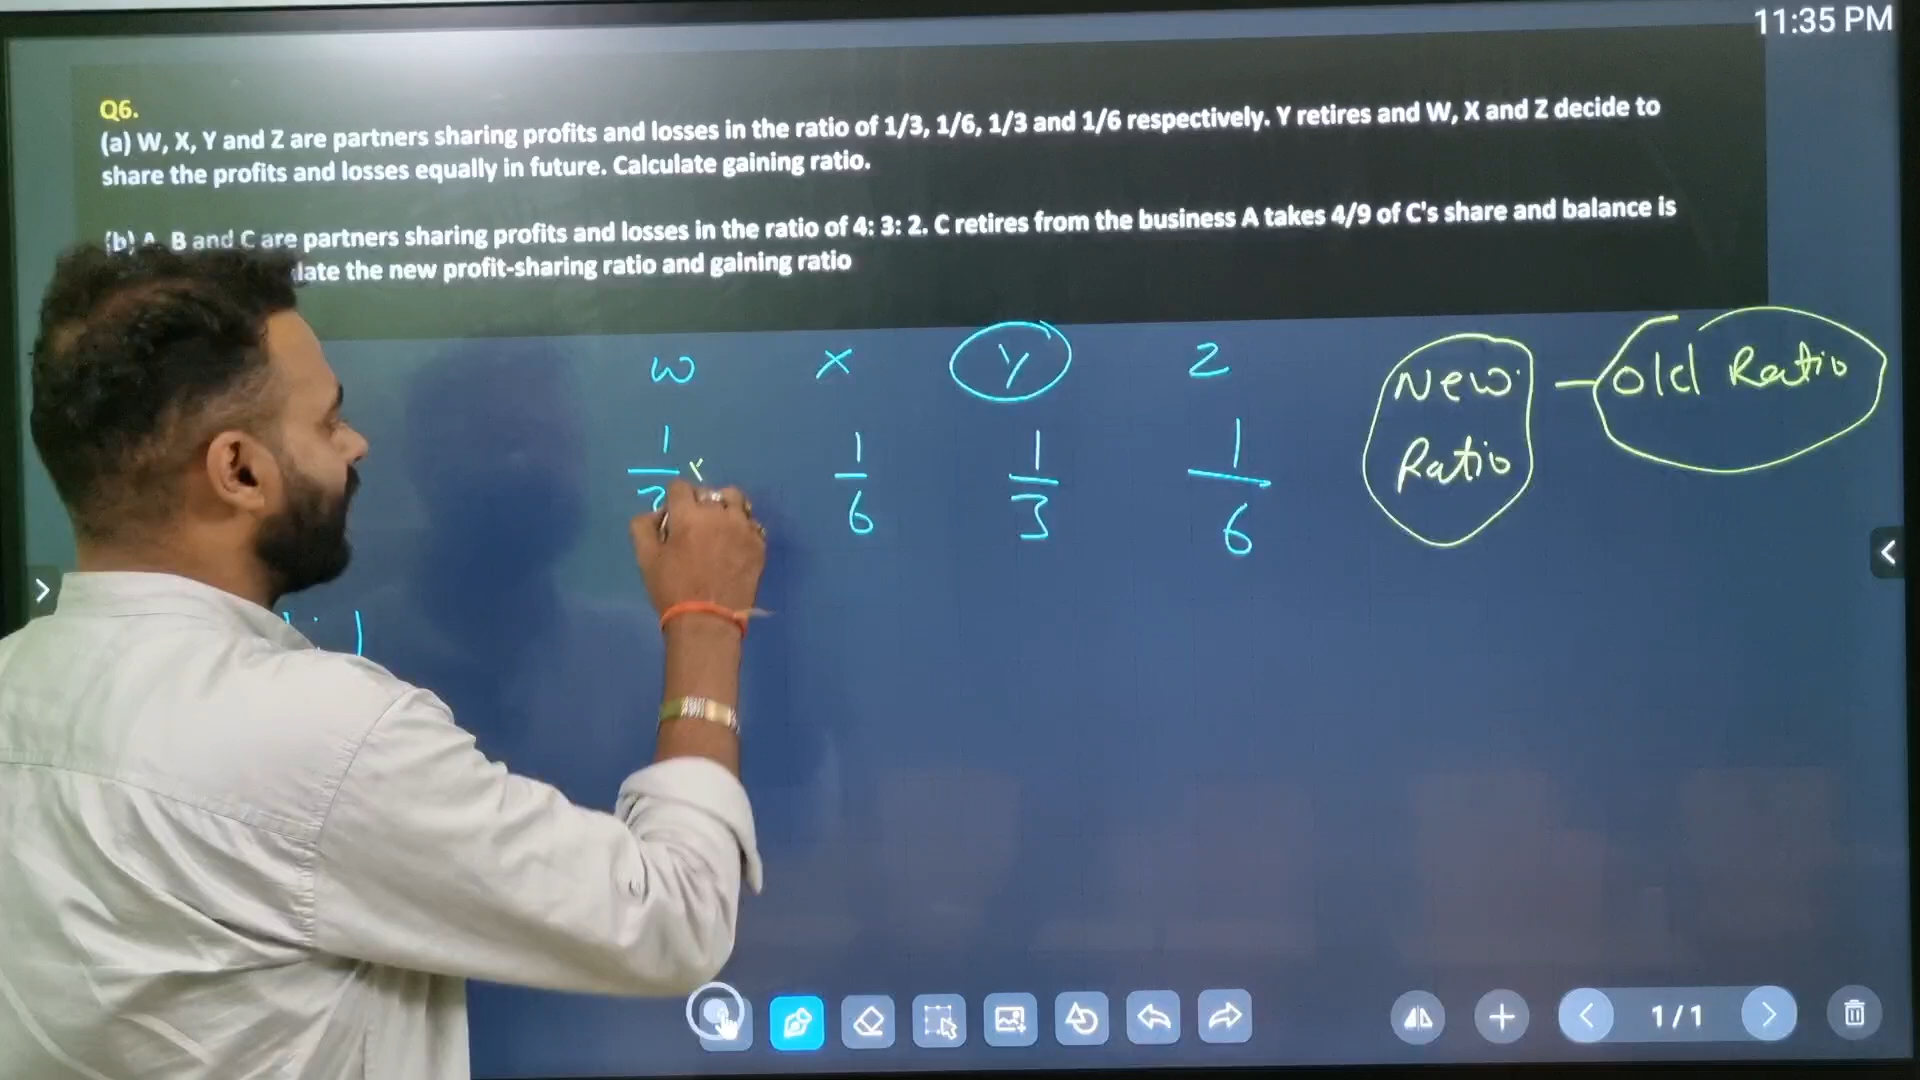 11:35 PM
Q6.
(a) W, X, Y and Z are partners sharing profits and losses in the ratio of 1/3, 1/6, 1/3 and 1/6 respectively. Y retires and W, X and Z decide to
share the profits and losses equally in future. Calculate gaining ratio.
(b) A, B and C are partners sharing profits and losses in the ratio of 4: 3: 2. C retires from the business A takes 4/9 of C's share and balance is
late the new profit-sharing ratio and gaining ratio
W X Y Z
1/3 x 1/6 1/3 1/6
New - old Ratio
Ratio
1/1